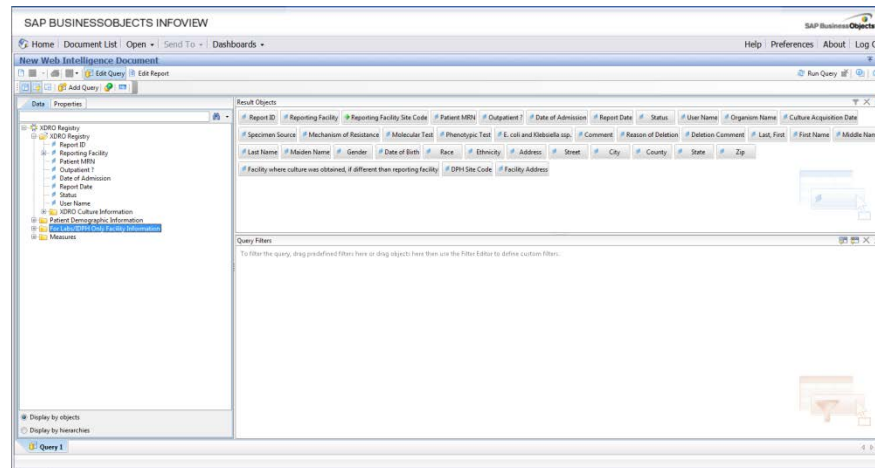 SAP BUSINESSOBJECTS INFOVIEW
SAP BusinessObjects
Home Document List Open Send To Dashboards Help Preferences About Log
New Web Intelligence Document
Edit Query Edit Report Run Query
Add Query
Data Properties
XDRO Registry
XDRO Registry
Report ID
Reporting Facility
Patient MRN
Outpatient ?
Date of Admission
Report Date
Status
User Name
XDRO Culture Information
Patient Demographic Information
For Labs/IDPH Only Facility Information
Measures
Display by objects
Display by hierarchies
Result Objects
Report ID Reporting Facility Reporting Facility Site Code Patient MRN Outpatient ? Date of Admission Report Date Status User Name Organism Name Culture Acquisition Date
Specimen Source Mechanism of Resistance Molecular Test Phenotypic Test E. coli and Klebsiella ssp. Comment Reason of Deletion Deletion Comment Last, First First Name Middle Nam
Last Name Maiden Name Gender Date of Birth Race Ethnicity Address Street City County State Zip
Facility where culture was obtained, if different than reporting facility DPH Site Code Facility Address
Query Filters
To filter the query, drag predefined filters here or drag objects here then use the Filter Editor to define custom filters.
Query 1